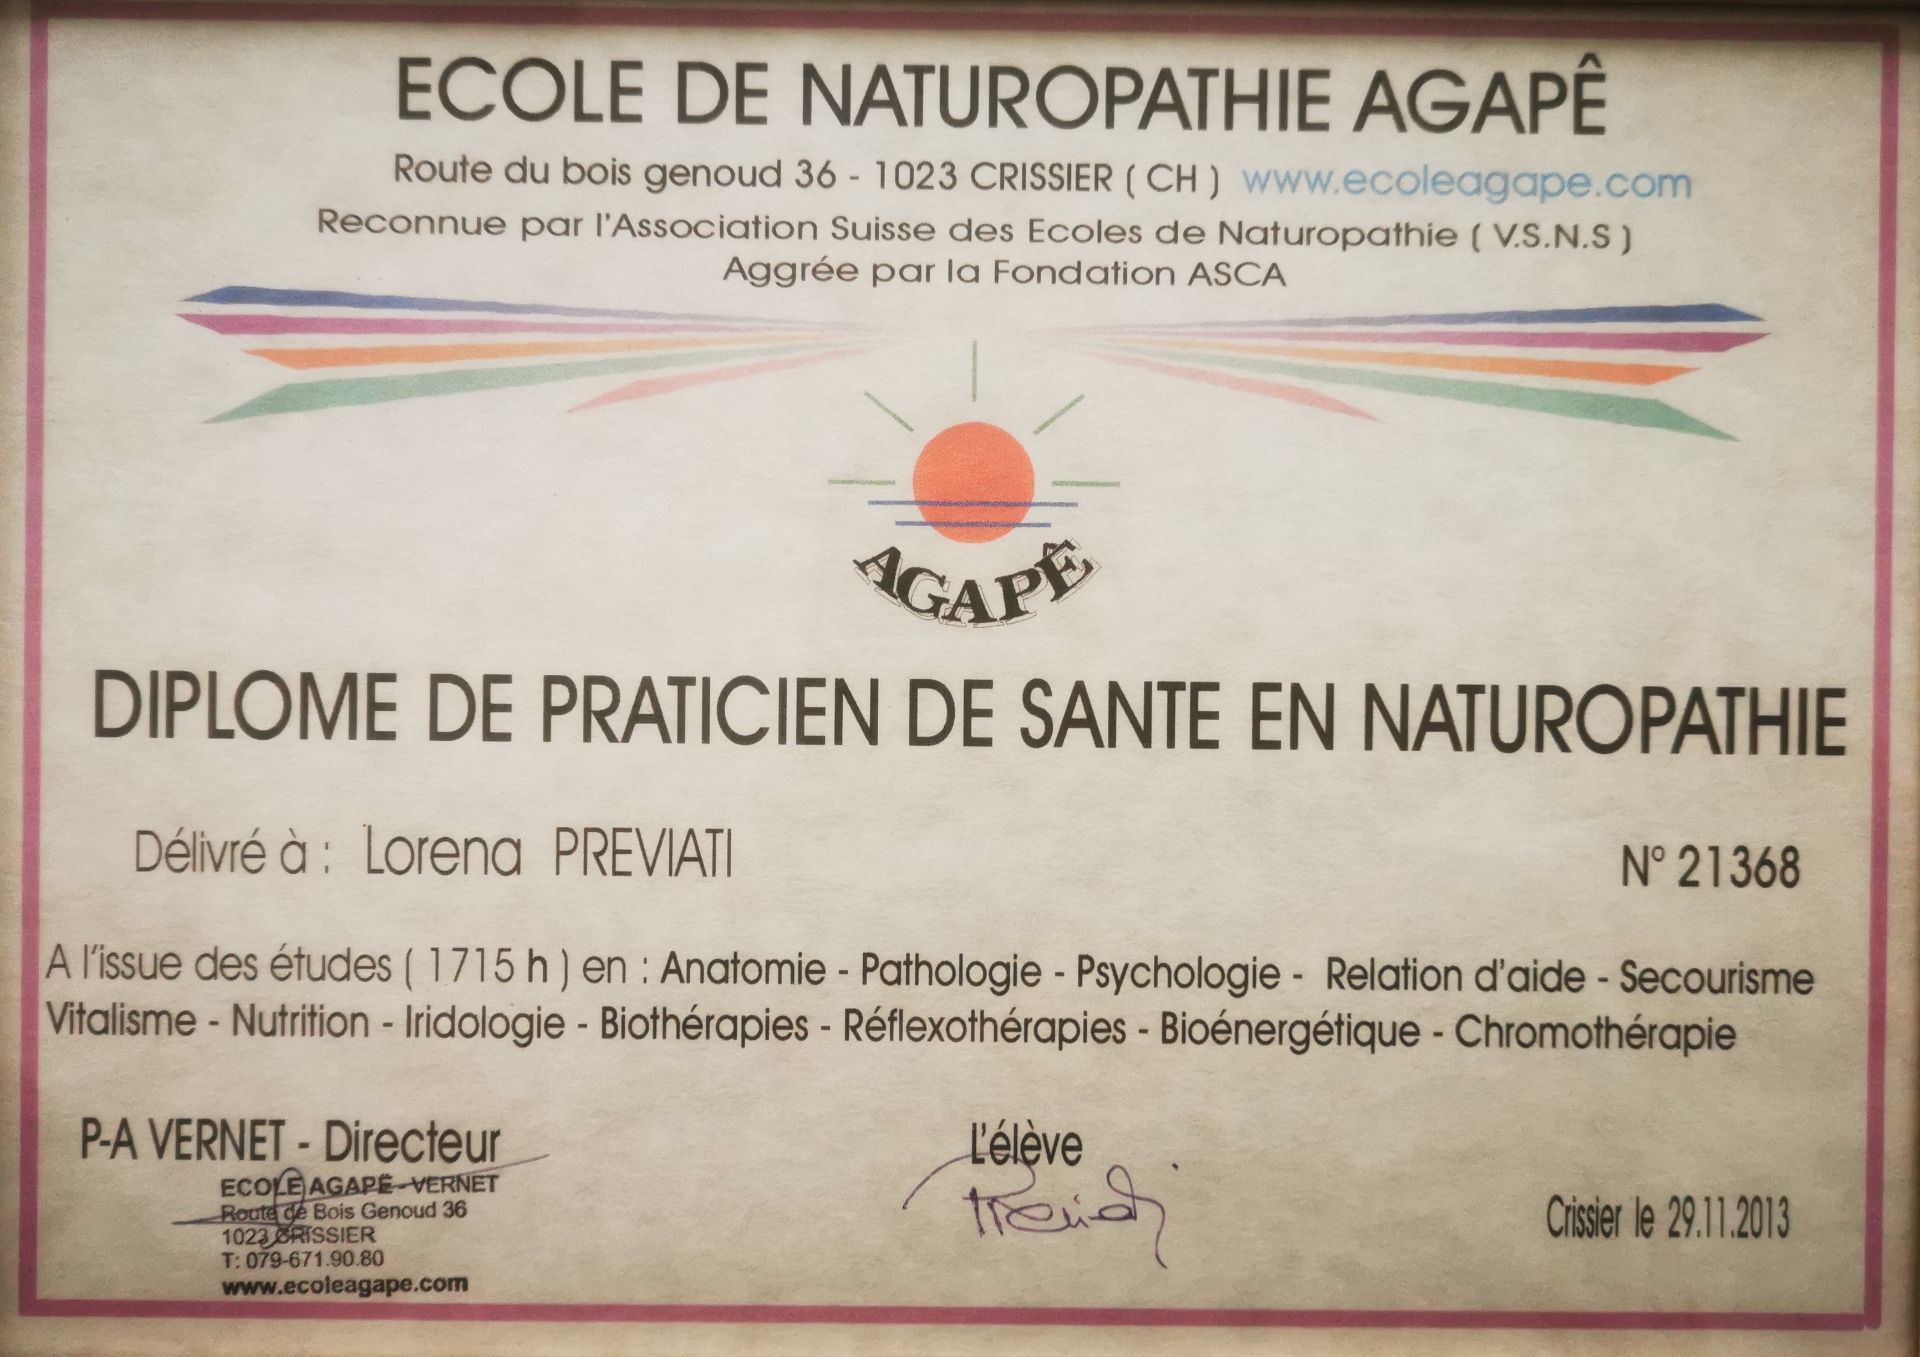 ECOLE DE NATUROPATHIE AGAPÊ
Route du bois genoud 36 - 1023 CRISSIER ( CH ) www.ecoleagape.com
Reconnue par l'Association Suisse des Ecoles de Naturopathie ( V.S.N.S )
Aggrée par la Fondation ASCA
AGAPÊ
DIPLOME DE PRATICIEN DE SANTE EN NATUROPATHIE
Délivré à : Lorena PREVIATI
N° 21368
A l'issue des études ( 1715 h ) en : Anatomie - Pathologie - Psychologie - Relation d'aide - Secourisme
Vitalisme - Nutrition - Iridologie - Biothérapies - Réflexothérapies - Bioénergétique - Chromothérapie
P-A VERNET - Directeur
ECOLE AGAPÊ - VERNET
Route de Bois Genoud 36
1023 CRISSIER
T: 079-671.90.80
www.ecoleagape.com
L'élève
Crissier le 29.11.2013